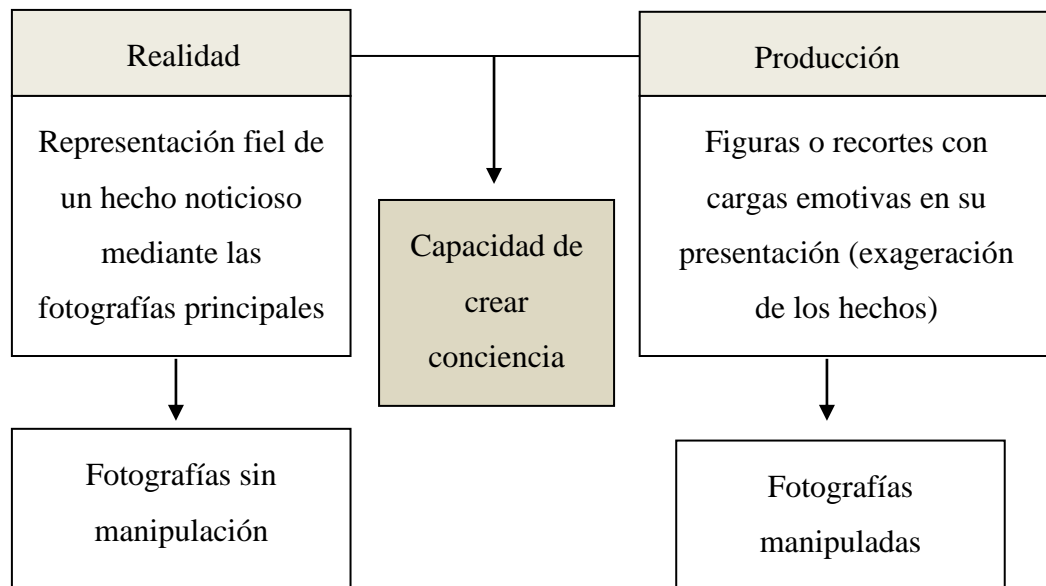 Realidad
Representación fiel de
un hecho noticioso
mediante las
fotografías principales
Fotografías sin
manipulación
Capacidad de
crear
conciencia
Producción
Figuras o recortes con
cargas emotivas en su
presentación (exageración
de los hechos)
Fotografías
manipuladas